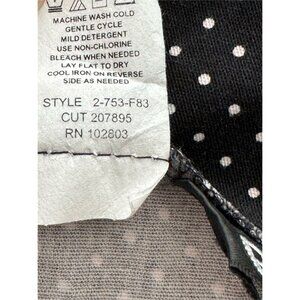 MACHINE WASH COLD
GENTLE CYCLE
MILD DETERGENT
USE NON-CHLORINE
BLEACH WHEN NEEDED
LAY FLAT TO DRY
COOL IRON ON REVERSE
SIDE AS NEEDED
STYLE 2-753-F83
CUT 207895
RN 102803